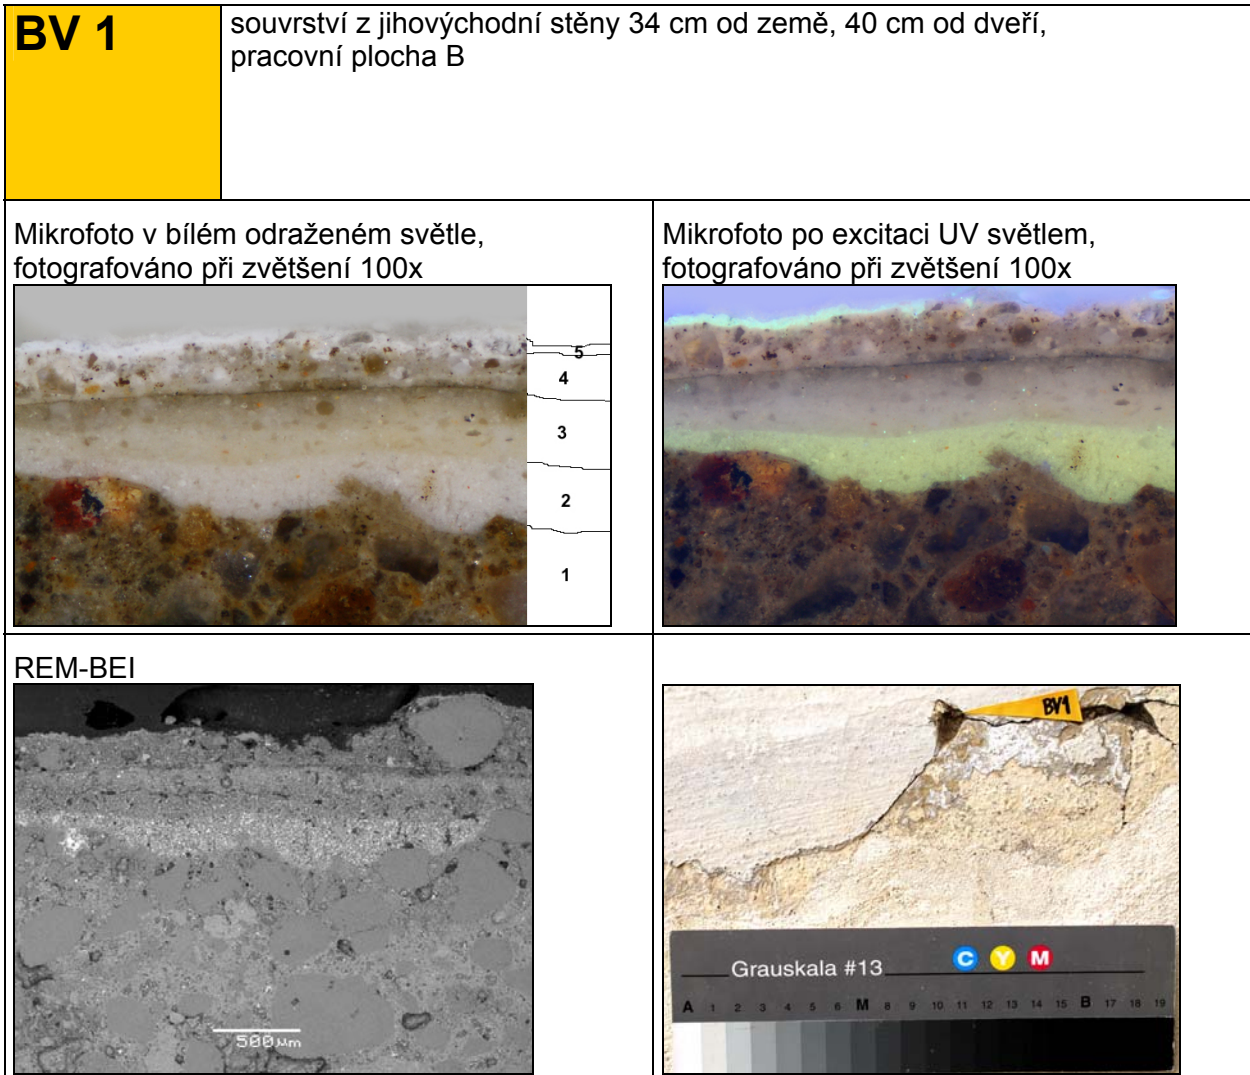 BV 1
souvrství z jihovýchodní stěny 34 cm od země, 40 cm od dveří,
pracovní plocha B
Mikrofoto v bílém odraženém světle,
fotografováno při zvětšení 100x
5
4
3
2
1
Mikrofoto po excitaci UV světlem,
fotografováno při zvětšení 100x
REM-BEI
500µm
BV1
Grauskala #13 C Y M
A 1 2 3 4 5 6 M 8 9 10 11 12 13 14 15 B 17 18 19